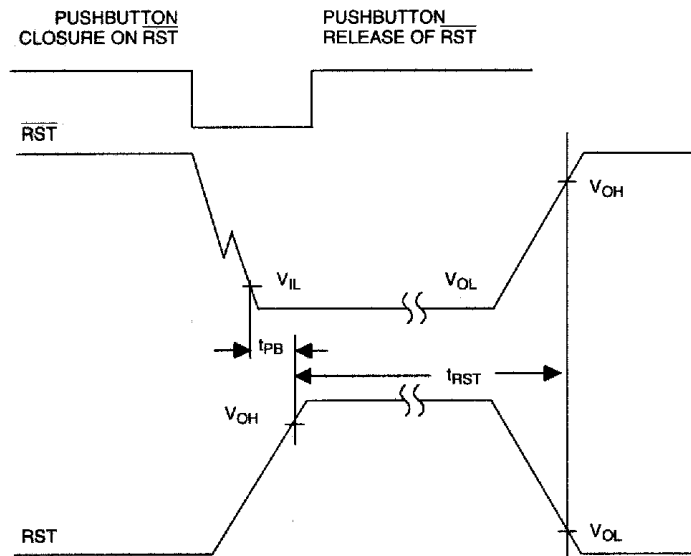 PUSHBUTTON
CLOSURE ON RST
PUSHBUTTON
RELEASE OF RST
RST
VOH
VIL
VOL
tPB
tRST
VOH
RST
VOL